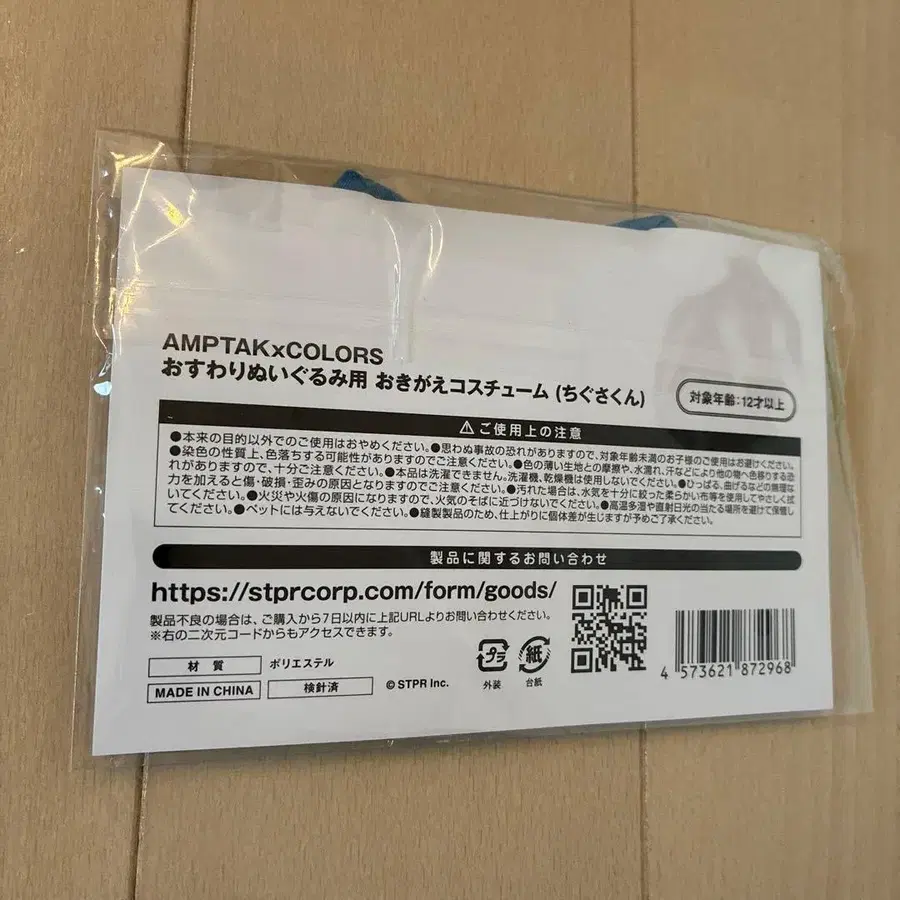 AMPTAKxCOLORS
おすわりぬいぐるみ用 おきがえコスチューム (ちぐさくん)
対象年齢:12才以上
⚠ご使用上の注意
●本来の目的以外でのご使用はおやめください。●思わぬ事故の恐れがありますので、対象年齢未満のお子様のご使用はお避けください。
●染色の性質上、色落ちする可能性がありますのでご注意ください。●色の薄い生地との摩擦や、水濡れ、汗などにより他の物へ色移りする恐
れがありますので、十分ご注意ください。●本品は洗濯できません。洗濯機、乾燥機は使用しないでください。●ひっぱる、曲げるなどの無理な
力を加えると傷・破損・歪みの原因となりますのでご注意ください。●汚れた場合は、水気を十分に絞った柔らかい布等を使用してやさしく拭
いてください。●火災や火傷の原因になりますので、火気のそばに近づけないでください。●高温多湿や直射日光の当たる場所を避けて保管し
てください。●ペットには与えないでください。●縫製製品のため、仕上がりに個体差が生じますが予めご了承ください。
製品に関するお問い合わせ
https://stprcorp.com/form/goods/
製品不良の場合は、ご購入から7日以内に上記URLよりお問い合わせください。
※右の二次元コードからもアクセスできます。
材質 ポリエステル
MADE IN CHINA 検針済 © STPR Inc.
プラ 紙
外装 台紙
4 573621 872968